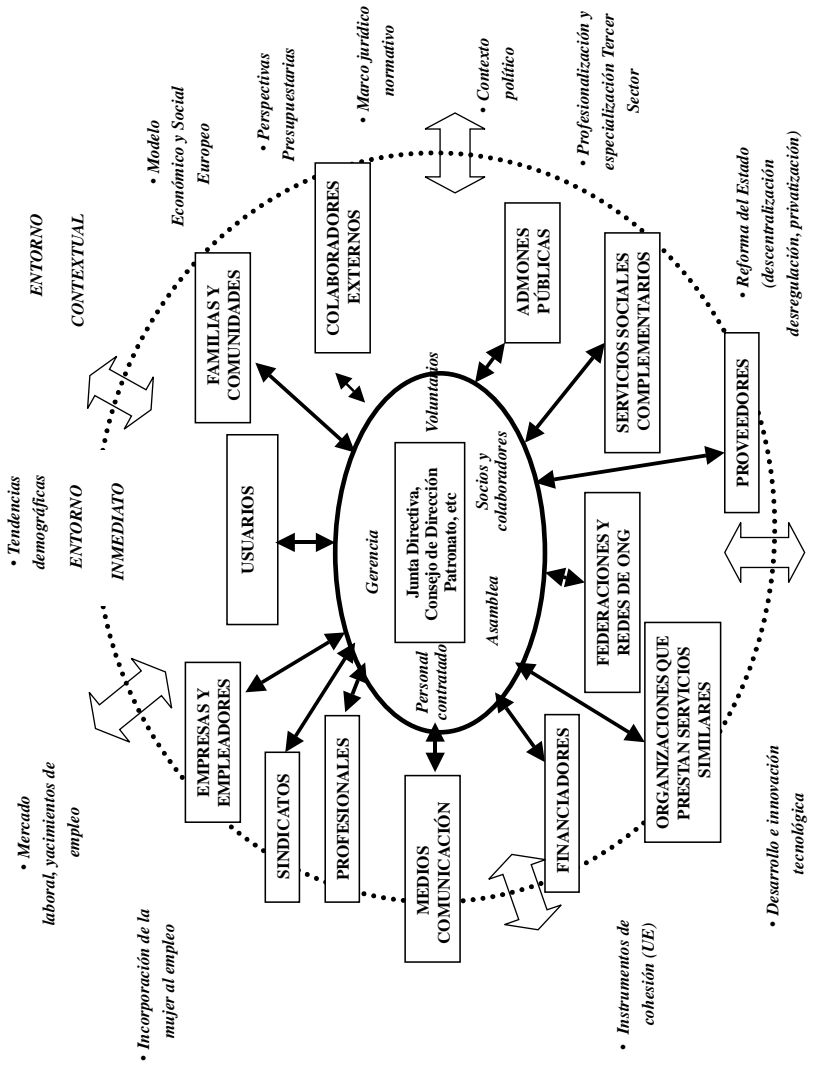 • Tendencias
demográficas
• Mercado
laboral, yacimientos de
empleo
ENTORNO
CONTEXTUAL
ENTORNO
INMEDIATO
• Incorporación de la
mujer al empleo
• Modelo
Económico y Social
Europeo
EMPRESAS Y
EMPLEADORES
USUARIOS
FAMILIAS Y
COMUNIDADES
• Perspectivas
Presupuestarias
SINDICATOS
PROFESIONALES
COLABORADORES
EXTERNOS
• Marco jurídico
normativo
Gerencia
MEDIOS
COMUNICACIÓN
Personal
contratado
Junta Directiva,
Consejo de Dirección
Patronato, etc
Voluntarios
• Contexto
político
Asamblea
Socios y
colaboradores
ADMONES
PÚBLICAS
FINANCIADORES
FEDERACIONES Y
REDES DE ONG
SERVICIOS SOCIALES
COMPLEMENTARIOS
• Profesionalización y
especialización Tercer
Sector
• Instrumentos de
cohesión (UE)
ORGANIZACIONES QUE
PRESTAN SERVICIOS
SIMILARES
PROVEEDORES
• Reforma del Estado
(descentralización
desregulación, privatización)
• Desarrollo e innovación
tecnológica